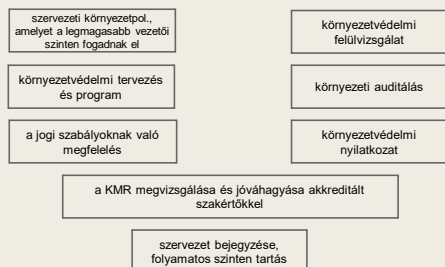 szervezeti környezetpol.,
amelyet a legmagasabb vezetői
szinten fogadnak el
környezetvédelmi
felülvizsgálat
környezetvédelmi tervezés
és program
környezeti auditálás
a jogi szabályoknak való
megfelelés
környezetvédelmi
nyilatkozat
a KMR megvizsgálása és jóváhagyása akkreditált
szakértőkkel
szervezet bejegyzése,
folyamatos szinten tartás